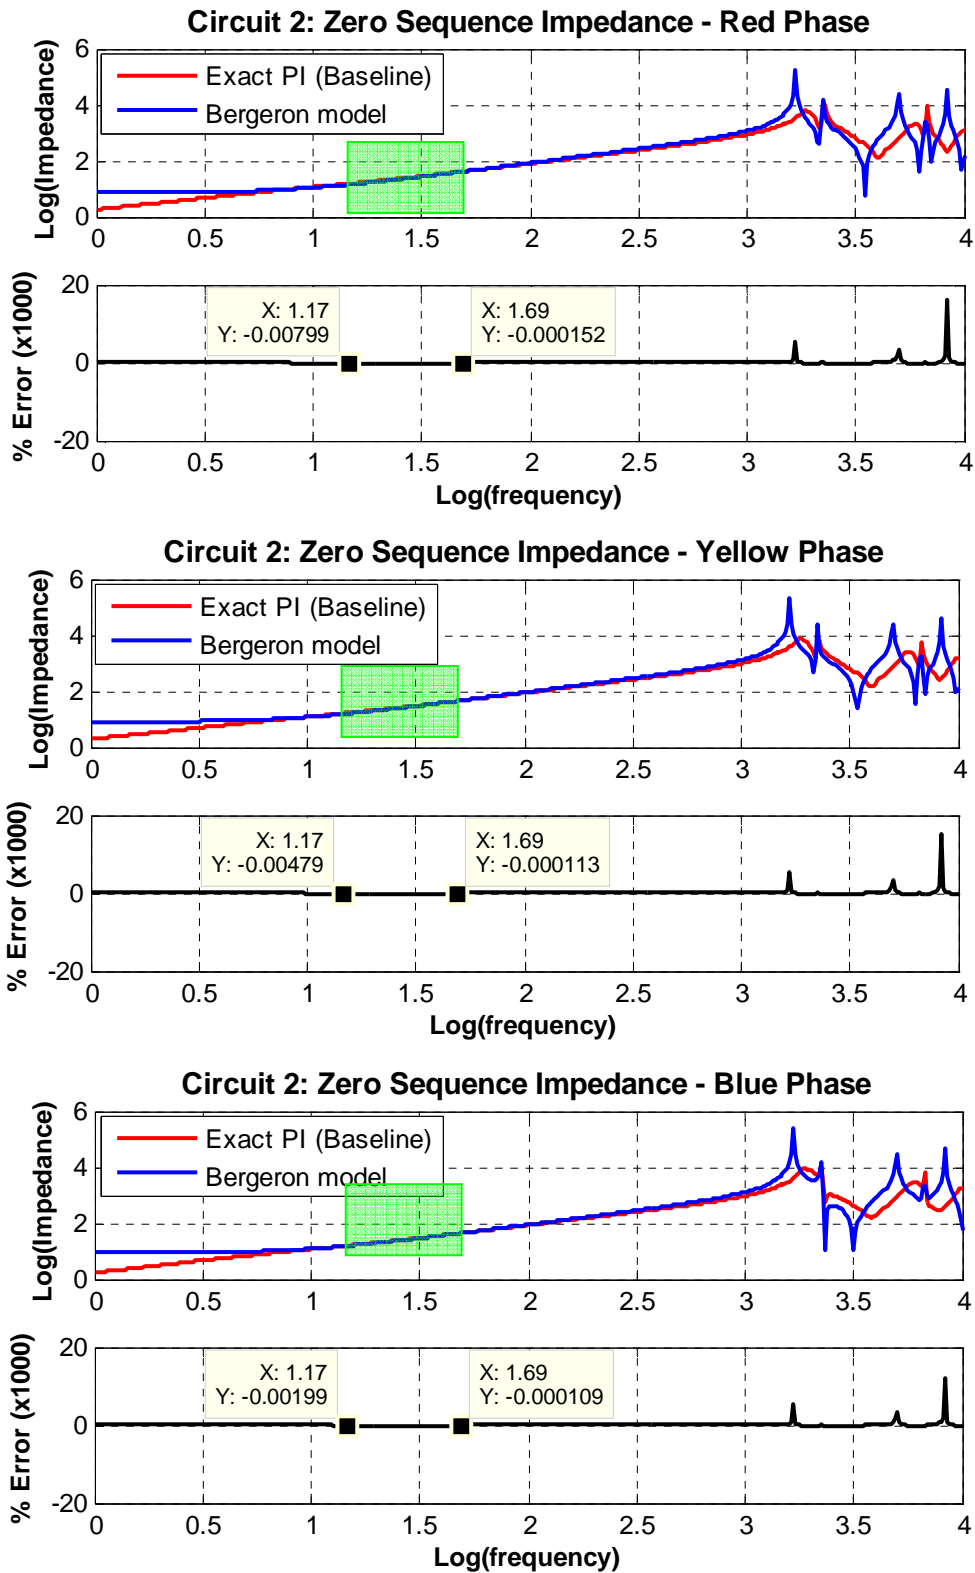 Circuit 2: Zero Sequence Impedance - Red Phase
Log(Impedance)
6
4
2
0
Exact PI (Baseline)
Bergeron model
0 0.5 1 1.5 2 2.5 3 3.5 4
% Error (x1000)
20
0
-20
X: 1.17
Y: -0.00799
X: 1.69
Y: -0.000152
0 0.5 1 1.5 2 2.5 3 3.5 4
Log(frequency)
Circuit 2: Zero Sequence Impedance - Yellow Phase
Log(Impedance)
6
4
2
0
Exact PI (Baseline)
Bergeron model
0 0.5 1 1.5 2 2.5 3 3.5 4
% Error (x1000)
20
0
-20
X: 1.17
Y: -0.00479
X: 1.69
Y: -0.000113
0 0.5 1 1.5 2 2.5 3 3.5 4
Log(frequency)
Circuit 2: Zero Sequence Impedance - Blue Phase
Log(Impedance)
6
4
2
0
Exact PI (Baseline)
Bergeron model
0 0.5 1 1.5 2 2.5 3 3.5 4
% Error (x1000)
20
0
-20
X: 1.17
Y: -0.00199
X: 1.69
Y: -0.000109
0 0.5 1 1.5 2 2.5 3 3.5 4
Log(frequency)